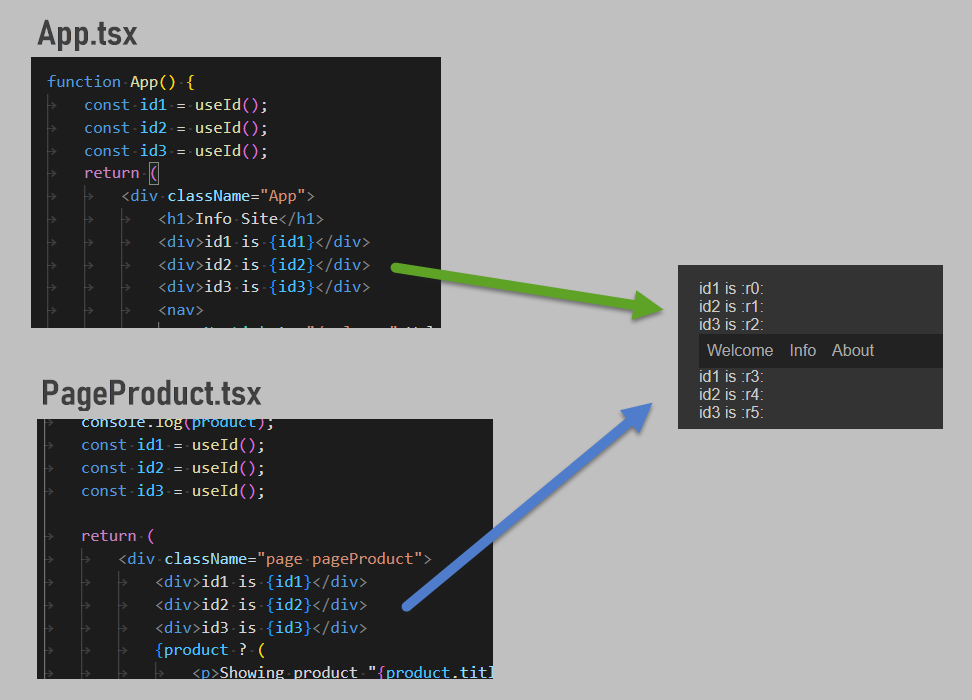 App.tsx
function App() {
const id1 = useId();
const id2 = useId();
const id3 = useId();
return (
<div className="App">
<h1>Info Site</h1>
<div>id1 is {id1}</div>
<div>id2 is {id2}</div>
<div>id3 is {id3}</div>
<nav>
PageProduct.tsx
console.log(product);
const id1 = useId();
const id2 = useId();
const id3 = useId();
return (
<div className="page pageProduct">
<div>id1 is {id1}</div>
<div>id2 is {id2}</div>
<div>id3 is {id3}</div>
{product ? (
<p>Showing product "{product.titl
id1 is :r0:
id2 is :r1:
id3 is :r2:
Welcome Info About
id1 is :r3:
id2 is :r4:
id3 is :r5: